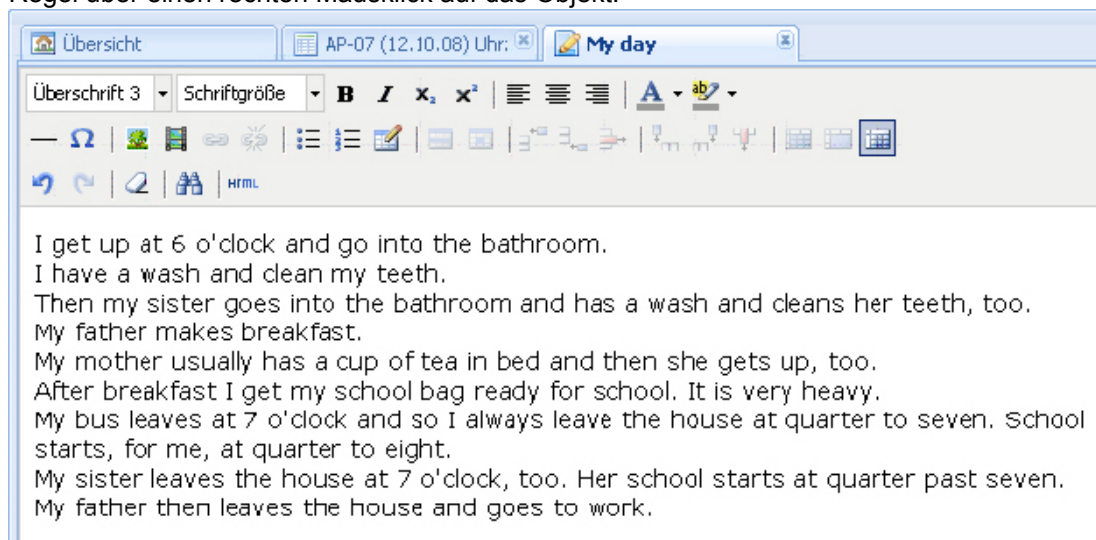 Regel über einen rechten Mausklick auf das Objekt.
Übersicht AP-07 (12.10.08) Uhr: My day
Überschrift 3 Schriftgröße B I x₂ x² A ab
Ω HTML
I get up at 6 o'clock and go into the bathroom.
I have a wash and clean my teeth.
Then my sister goes into the bathroom and has a wash and cleans her teeth, too.
My father makes breakfast.
My mother usually has a cup of tea in bed and then she gets up, too.
After breakfast I get my school bag ready for school. It is very heavy.
My bus leaves at 7 o'clock and so I always leave the house at quarter to seven. School
starts, for me, at quarter to eight.
My sister leaves the house at 7 o'clock, too. Her school starts at quarter past seven.
My father then leaves the house and goes to work.